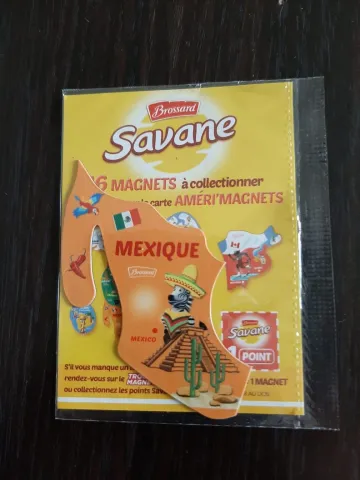 Brossard
Savane
6 MAGNETS à collectionner
carte AMÉRI'MAGNETS
MEXIQUE
Brossard
MEXICO
Savane
1 POINT
S'il vous manque un
rendez-vous sur le
1 MAGNET
ou collectionnez les points